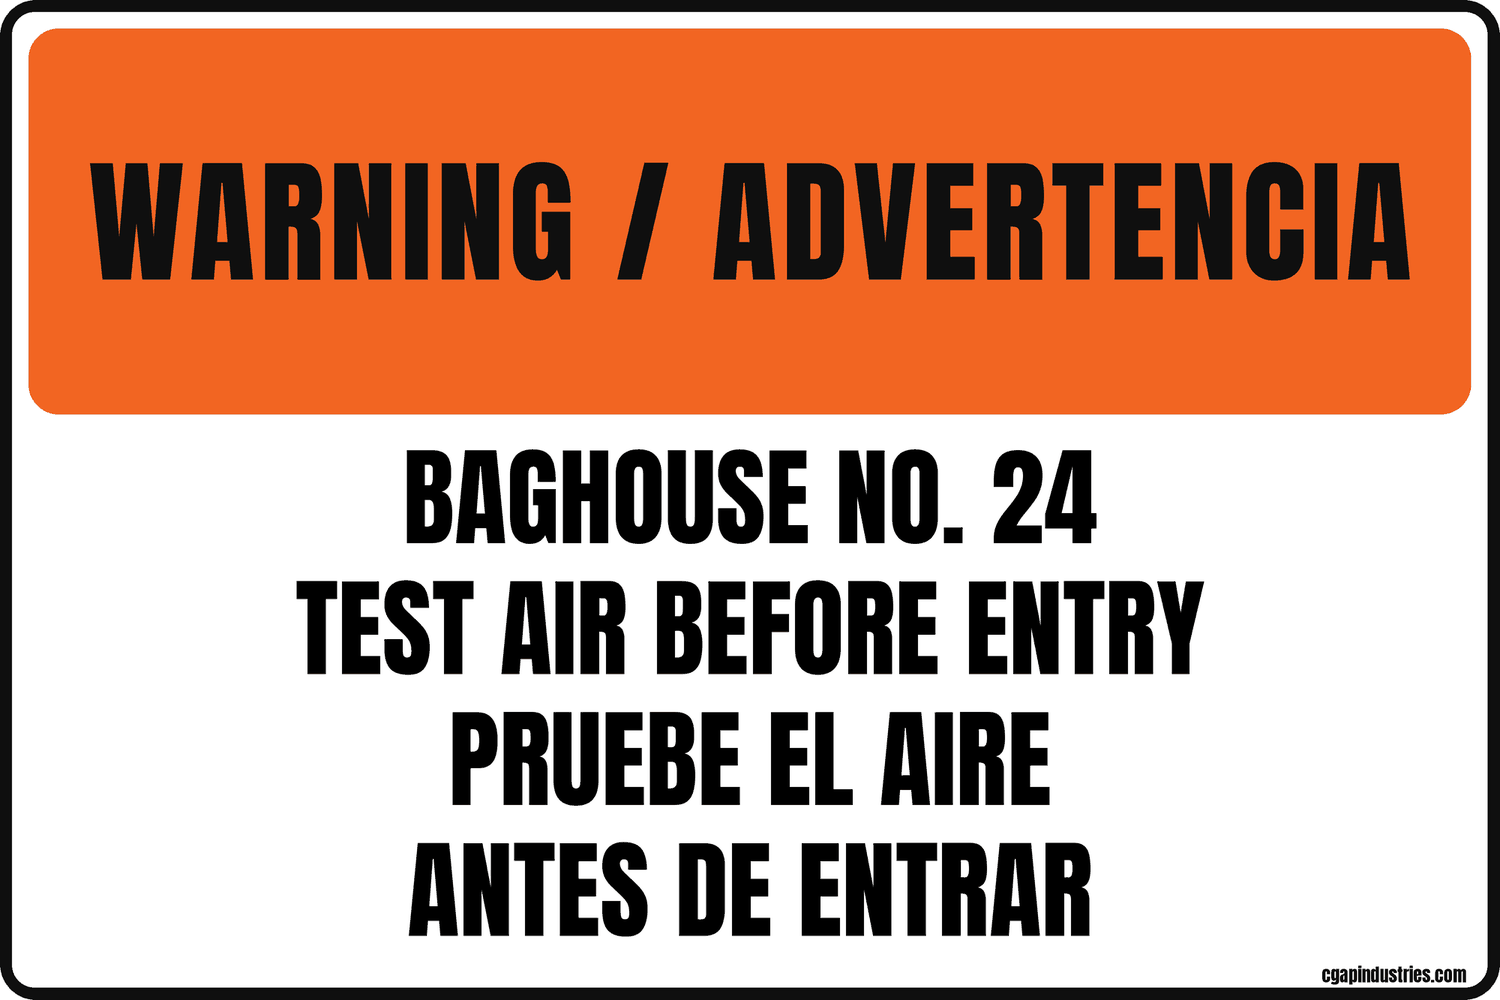 WARNING / ADVERTENCIA
BAGHOUSE NO. 24
TEST AIR BEFORE ENTRY
PRUEBE EL AIRE
ANTES DE ENTRAR
cgapindustries.com